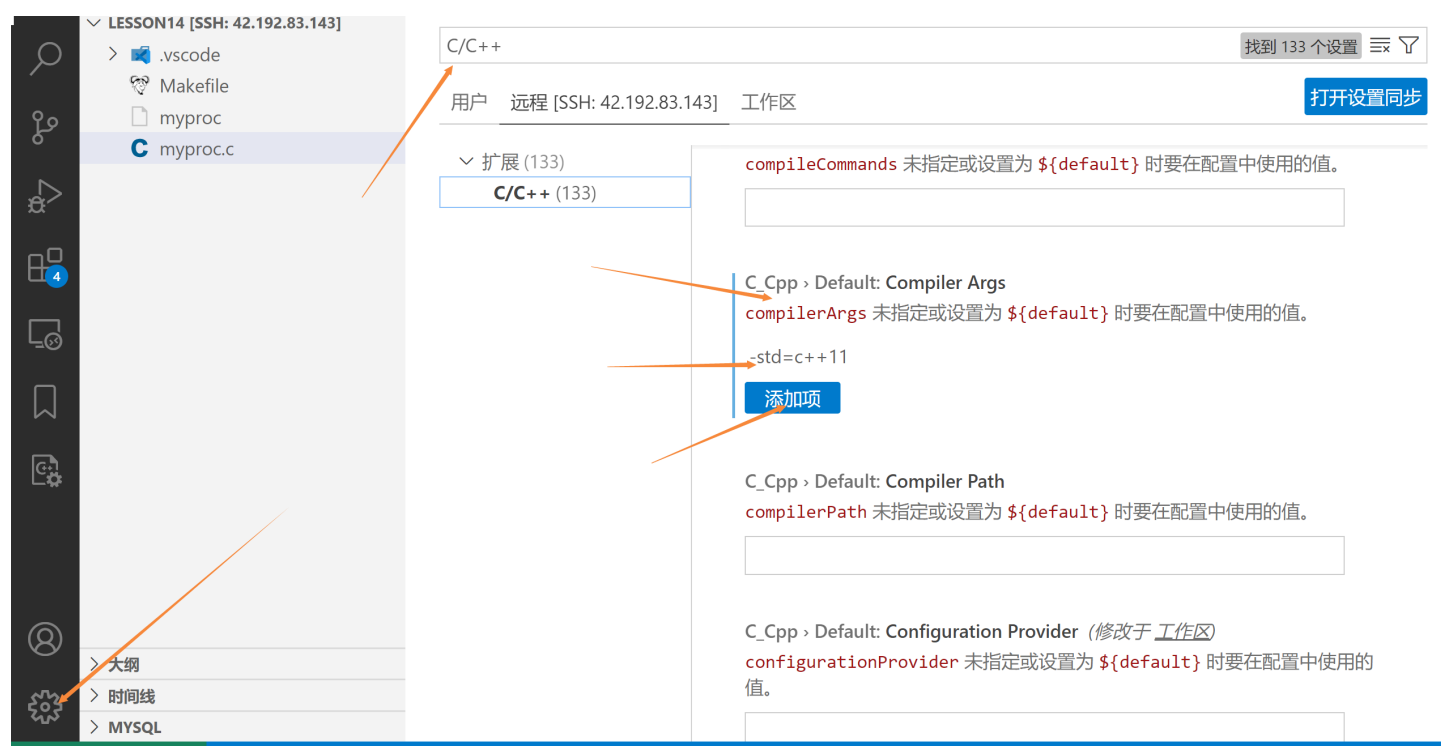 LESSON14 [SSH: 42.192.83.143]
.vscode
Makefile
myproc
myproc.c
4
大纲
时间线
MYSQL
C/C++
找到 133 个设置
用户
远程 [SSH: 42.192.83.143]
工作区
打开设置同步
扩展 (133)
C/C++ (133)
compileCommands 未指定或设置为 ${default} 时要在配置中使用的值。
C_Cpp › Default: Compiler Args
compilerArgs 未指定或设置为 ${default} 时要在配置中使用的值。
-std=c++11
添加项
C_Cpp › Default: Compiler Path
compilerPath 未指定或设置为 ${default} 时要在配置中使用的值。
C_Cpp › Default: Configuration Provider (修改于 工作区)
configurationProvider 未指定或设置为 ${default} 时要在配置中使用的
值。